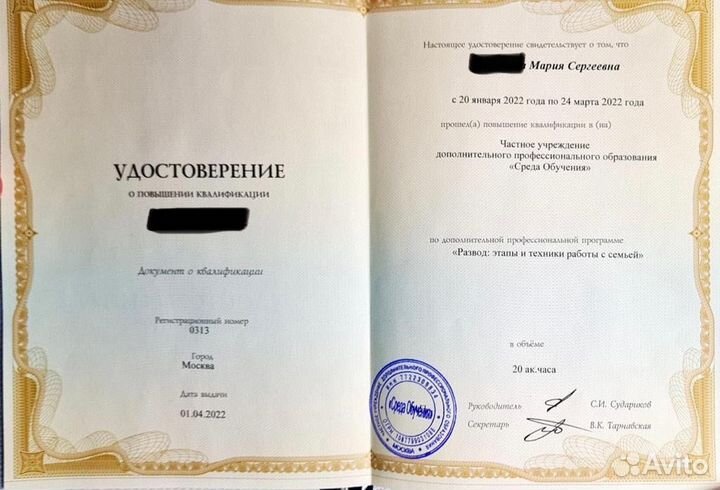 УДОСТОВЕРЕНИЕ
О ПОВЫШЕНИИ КВАЛИФИКАЦИИ
Документ о квалификации
Регистрационный номер
0313
Город
Москва
Дата выдачи
01.04.2022
Настоящее удостоверение свидетельствует о том, что
а Мария Сергеевна
с 20 января 2022 года по 24 марта 2022 года
прошел(а) повышение квалификации в (на)
Частное учреждение
дополнительного профессионального образования
«Среда Обучения»
по дополнительной профессиональной программе
«Развод: этапы и техники работы с семьей»
в объёме
20 ак.часа
Руководитель С.И. Судариков
Секретарь В.К. Тарнавская
«Среда Обучения»
МОСКВА
Avito